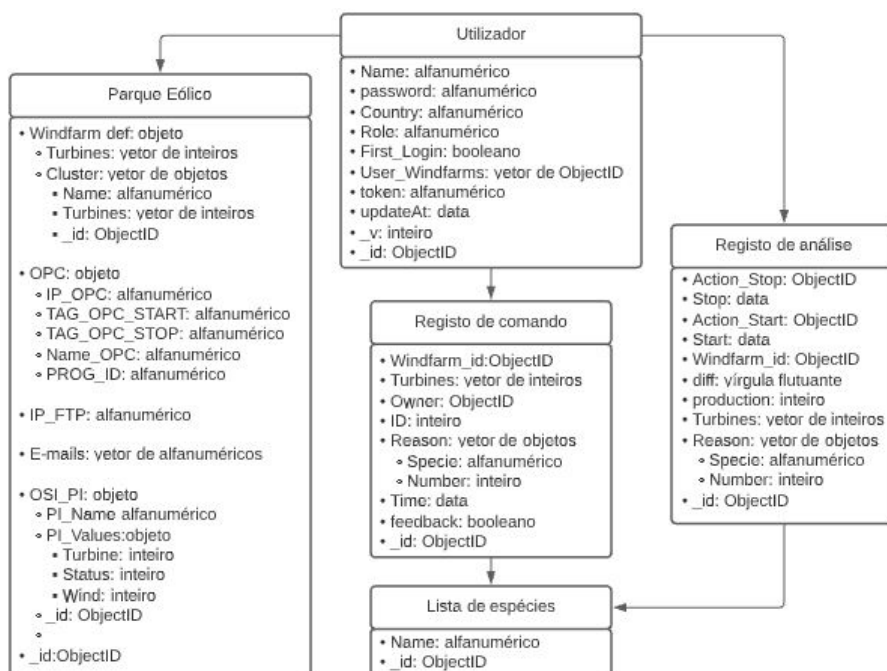 Utilizador
• Name: alfanumérico
• password: alfanumérico
• Country: alfanumérico
• Role: alfanumérico
• First_Login: booleano
• User_Windfarms: vetor de ObjectID
• token: alfanumérico
• updateAt: data
• _v: inteiro
• _id: ObjectID
Parque Eólico
• Windfarm def: objeto
∘ Turbines: vetor de inteiros
∘ Cluster: vetor de objetos
▪ Name: alfanumérico
▪ Turbines: vetor de inteiros
▪ _id: ObjectID
• OPC: objeto
∘ IP_OPC: alfanumérico
∘ TAG_OPC_START: alfanumérico
∘ TAG_OPC_STOP: alfanumérico
∘ Name_OPC: alfanumérico
∘ PROG_ID: alfanumérico
• IP_FTP: alfanumérico
• E-mails: vetor de alfanuméricos
• OSI_PI: objeto
∘ PI_Name alfanumérico
∘ PI_Values:objeto
▪ Turbine: inteiro
▪ Status: inteiro
▪ Wind: inteiro
∘ _id: ObjectID
∘
• _id:ObjectID
Registo de comando
• Windfarm_id:ObjectID
• Turbines: vetor de inteiros
• Owner: ObjectID
• ID: inteiro
• Reason: vetor de objetos
∘ Specie: alfanumérico
∘ Number: inteiro
• Time: data
• feedback: booleano
• _id: ObjectID
Registo de análise
• Action_Stop: ObjectID
• Stop: data
• Action_Start: ObjectID
• Start: data
• Windfarm_id: ObjectID
• diff: vírgula flutuante
• production: inteiro
• Turbines: vetor de inteiros
• Reason: vetor de objetos
∘ Specie: alfanumérico
∘ Number: inteiro
• _id: ObjectID
Lista de espécies
• Name: alfanumérico
• _id: ObjectID